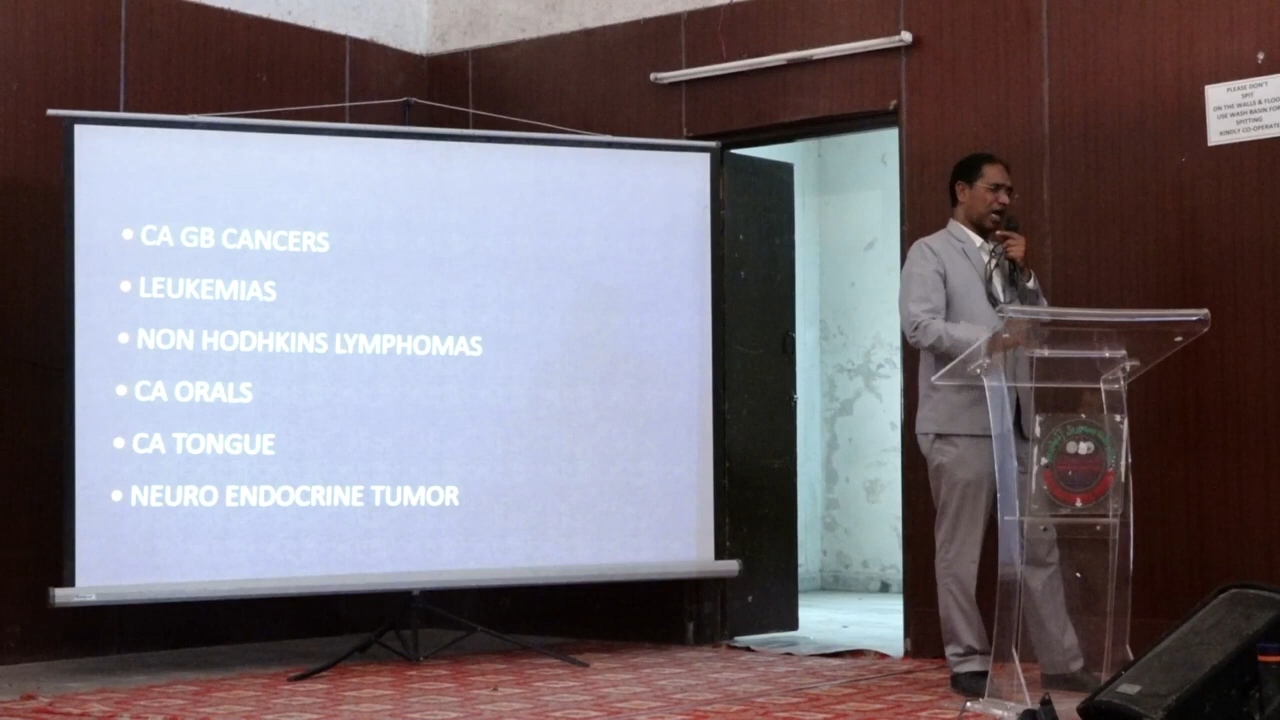 • CA GB CANCERS
• LEUKEMIAS
• NON HODHKINS LYMPHOMAS
• CA ORALS
• CA TONGUE
• NEURO ENDOCRINE TUMOR
PLEASE DON'T
SPIT
ON THE WALLS & FLOO
USE WASH BASIN FOR
SPITTING
KINDLY CO-OPERATE